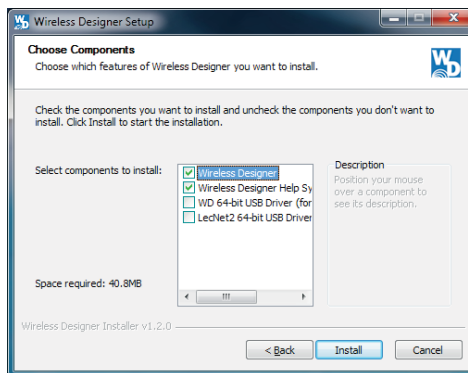 Wireless Designer Setup
Choose Components
Choose which features of Wireless Designer you want to install.
WD
Check the components you want to install and uncheck the components you don't want to
install. Click Install to start the installation.
Select components to install:
Wireless Designer
Wireless Designer Help Sy
WD 64-bit USB Driver (for
LecNet2 64-bit USB Driver
Description
Position your mouse
over a component to
see its description.
Space required: 40.8MB
Wireless Designer Installer v1.2.0
< Back
Install
Cancel